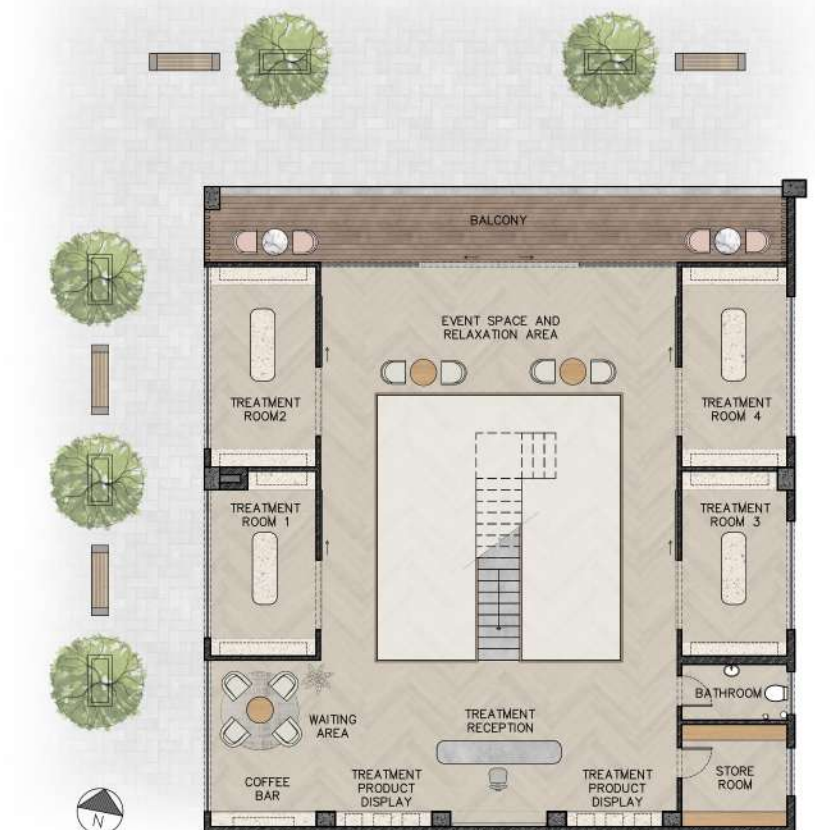 BALCONY
EVENT SPACE AND
RELAXATION AREA
TREATMENT
ROOM2
TREATMENT
ROOM 4
TREATMENT
ROOM 1
TREATMENT
ROOM 3
BATHROOM
WAITING
AREA
TREATMENT
RECEPTION
COFFEE
BAR
TREATMENT
PRODUCT
DISPLAY
TREATMENT
PRODUCT
DISPLAY
STORE
ROOM
N